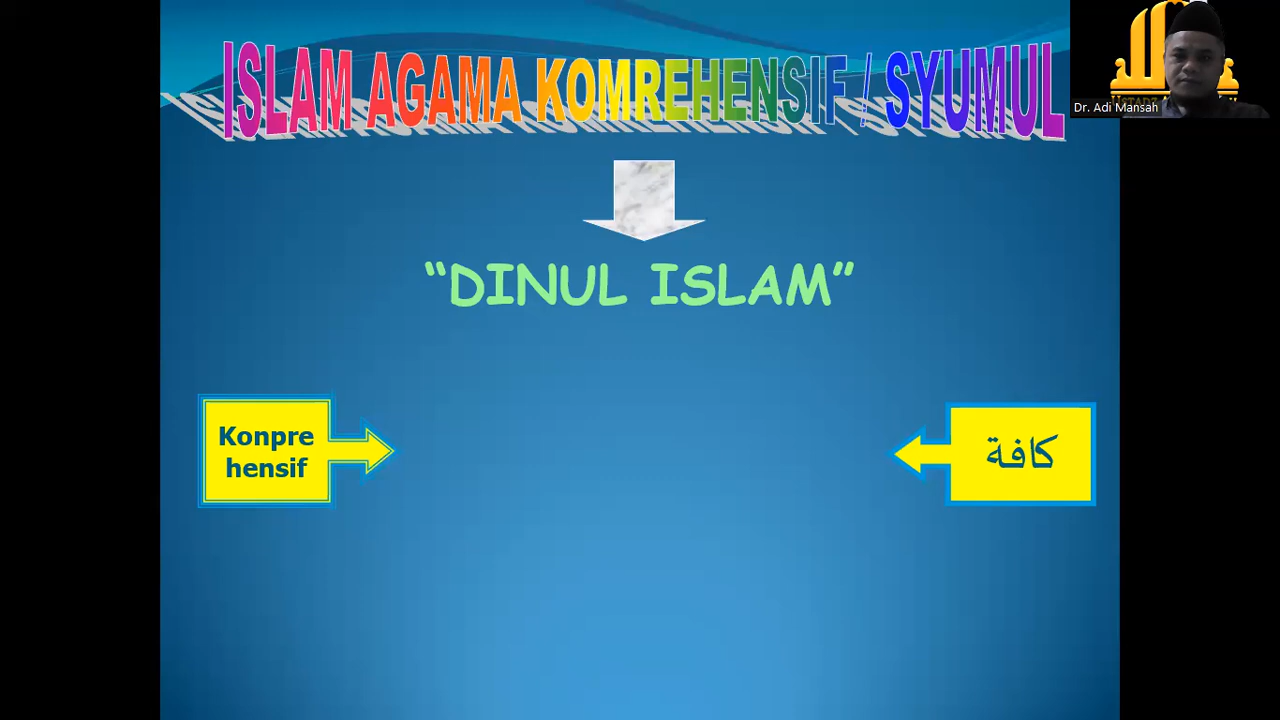 ISLAM AGAMA KOMREHENSIF / SYUMUL
Dr. Adi Mansah
“DINUL ISLAM”
Konpre
hensif
كافة